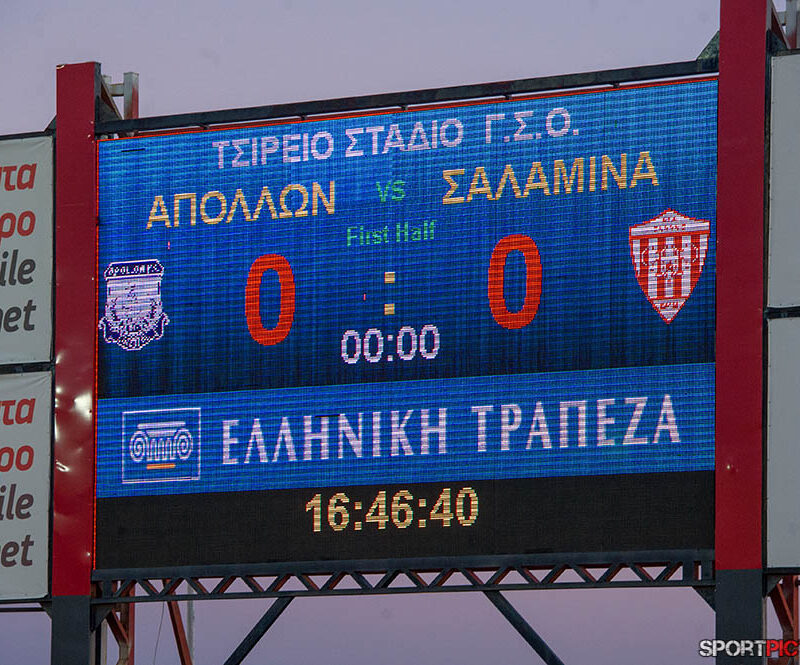 ΤΣΙΡΕΙΟ ΣΤΑΔΙΟ Γ.Σ.Ο.
ΑΠΟΛΛΩΝ VS ΣΑΛΑΜΙΝΑ
First Half
0 : 0
00:00
ΕΛΛΗΝΙΚΗ ΤΡΑΠΕΖΑ
16:46:40
SPORTPIC